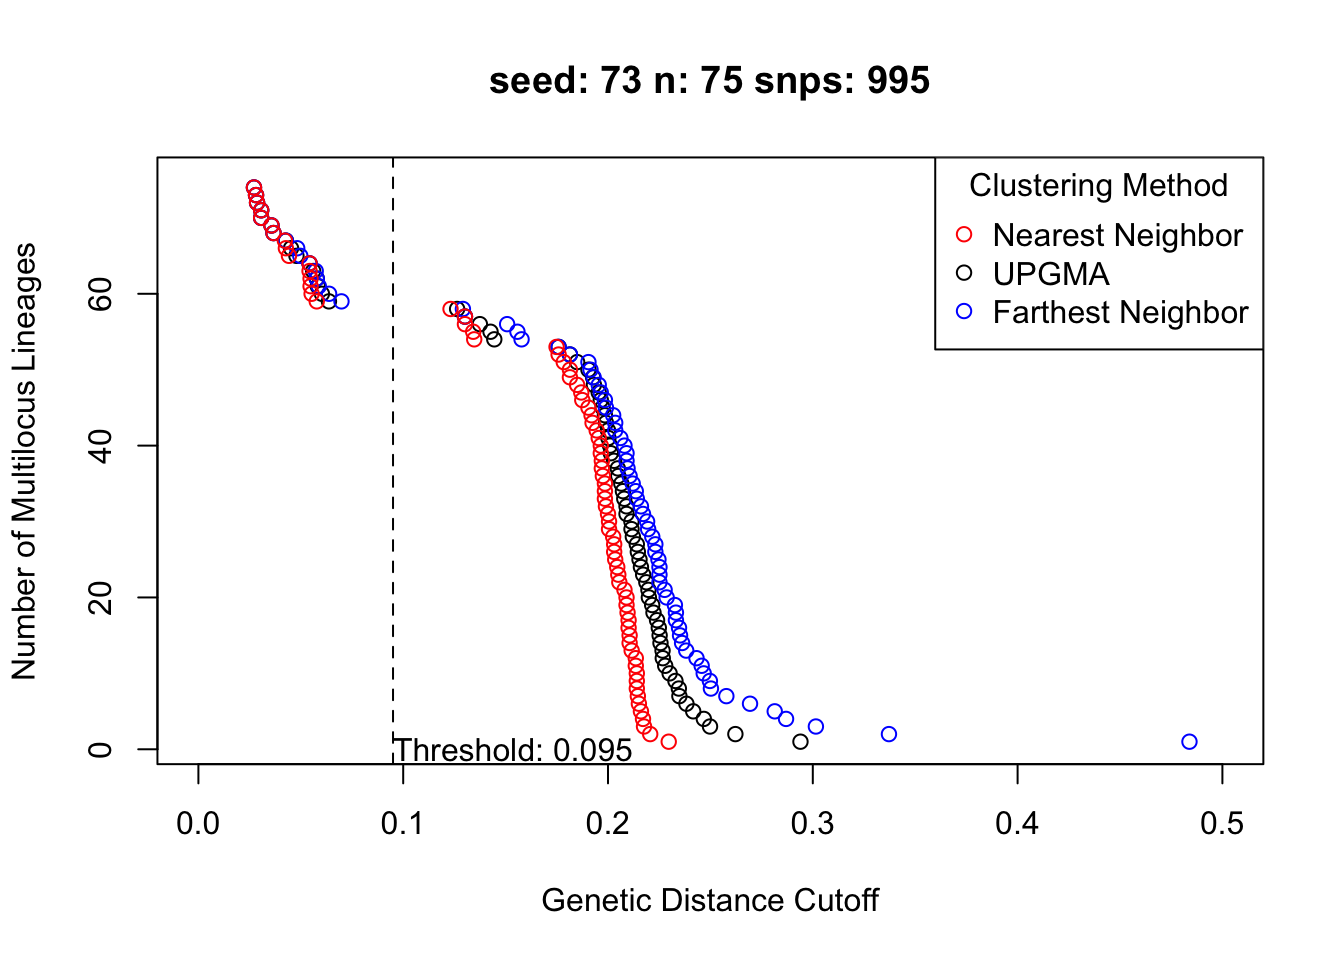 seed: 73 n: 75 snps: 995
Clustering Method
Nearest Neighbor
UPGMA
Farthest Neighbor
Number of Multilocus Lineages
60
40
20
0
Threshold: 0.095
0.0 0.1 0.2 0.3 0.4 0.5
Genetic Distance Cutoff